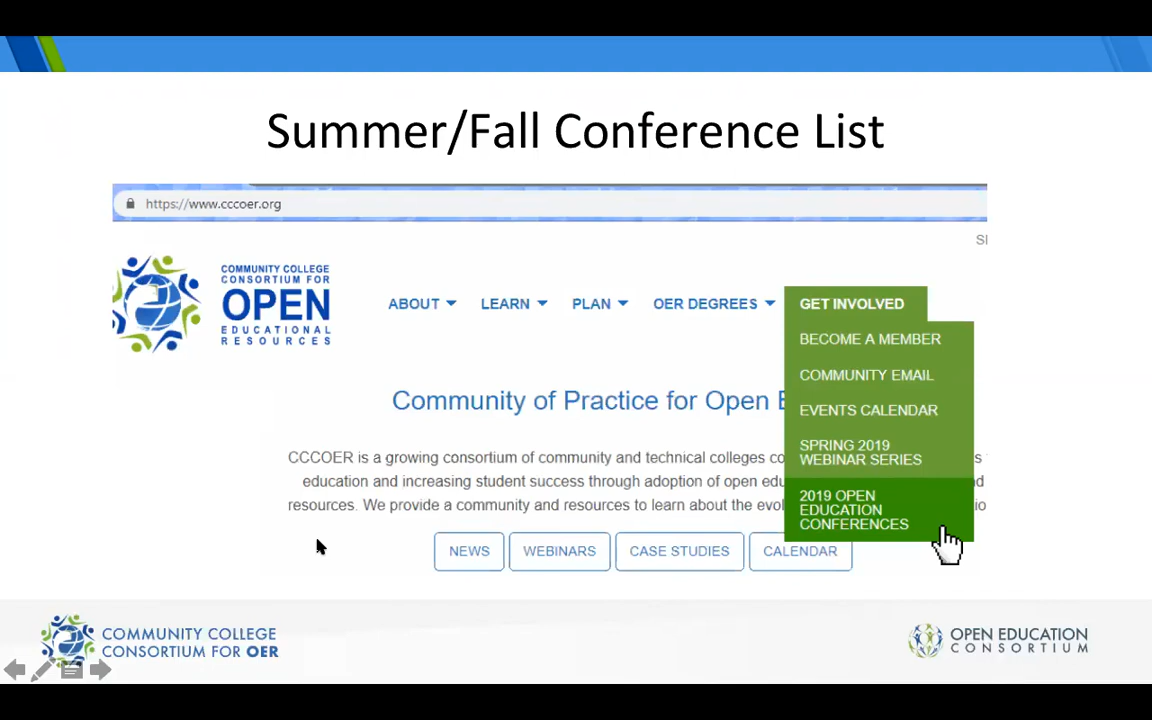 Summer/Fall Conference List
https://www.cccoer.org
COMMUNITY COLLEGE
CONSORTIUM FOR
OPEN
EDUCATIONAL
RESOURCES
ABOUT
LEARN
PLAN
OER DEGREES
GET INVOLVED
BECOME A MEMBER
COMMUNITY EMAIL
EVENTS CALENDAR
SPRING 2019
WEBINAR SERIES
2019 OPEN
EDUCATION
CONFERENCES
Community of Practice for Open
CCCOER is a growing consortium of community and technical colleges
education and increasing student success through adoption of open
resources. We provide a community and resources to learn about the
NEWS
WEBINARS
CASE STUDIES
CALENDAR
COMMUNITY COLLEGE
CONSORTIUM FOR OER
OPEN EDUCATION
CONSORTIUM